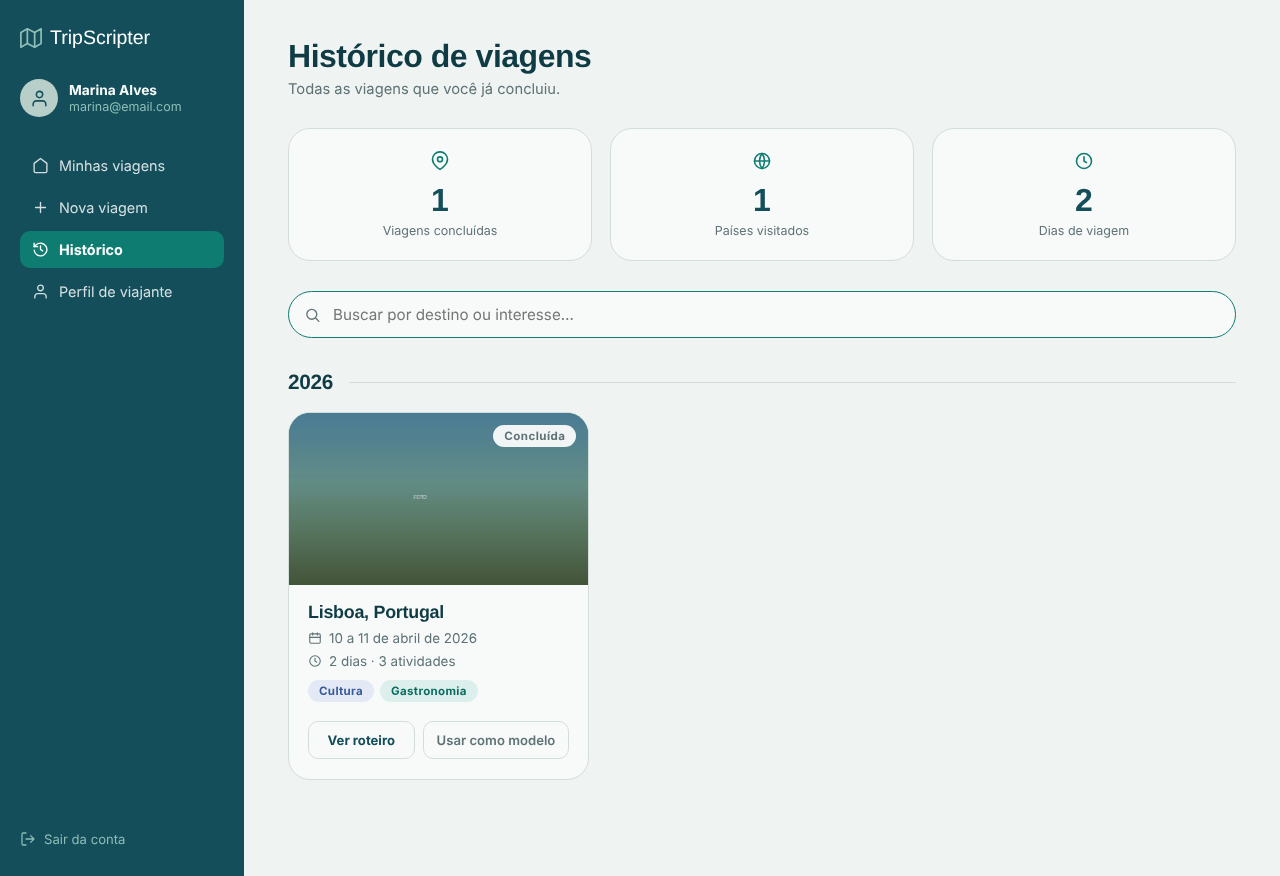 TripScripter
Marina Alves
marina@email.com
Minhas viagens
Nova viagem
Histórico
Perfil de viajante
Sair da conta
Histórico de viagens
Todas as viagens que você já concluiu.
1
Viagens concluídas
1
Países visitados
2
Dias de viagem
Buscar por destino ou interesse...
2026
Concluída
FOTO
Lisboa, Portugal
10 a 11 de abril de 2026
2 dias · 3 atividades
Cultura
Gastronomia
Ver roteiro
Usar como modelo